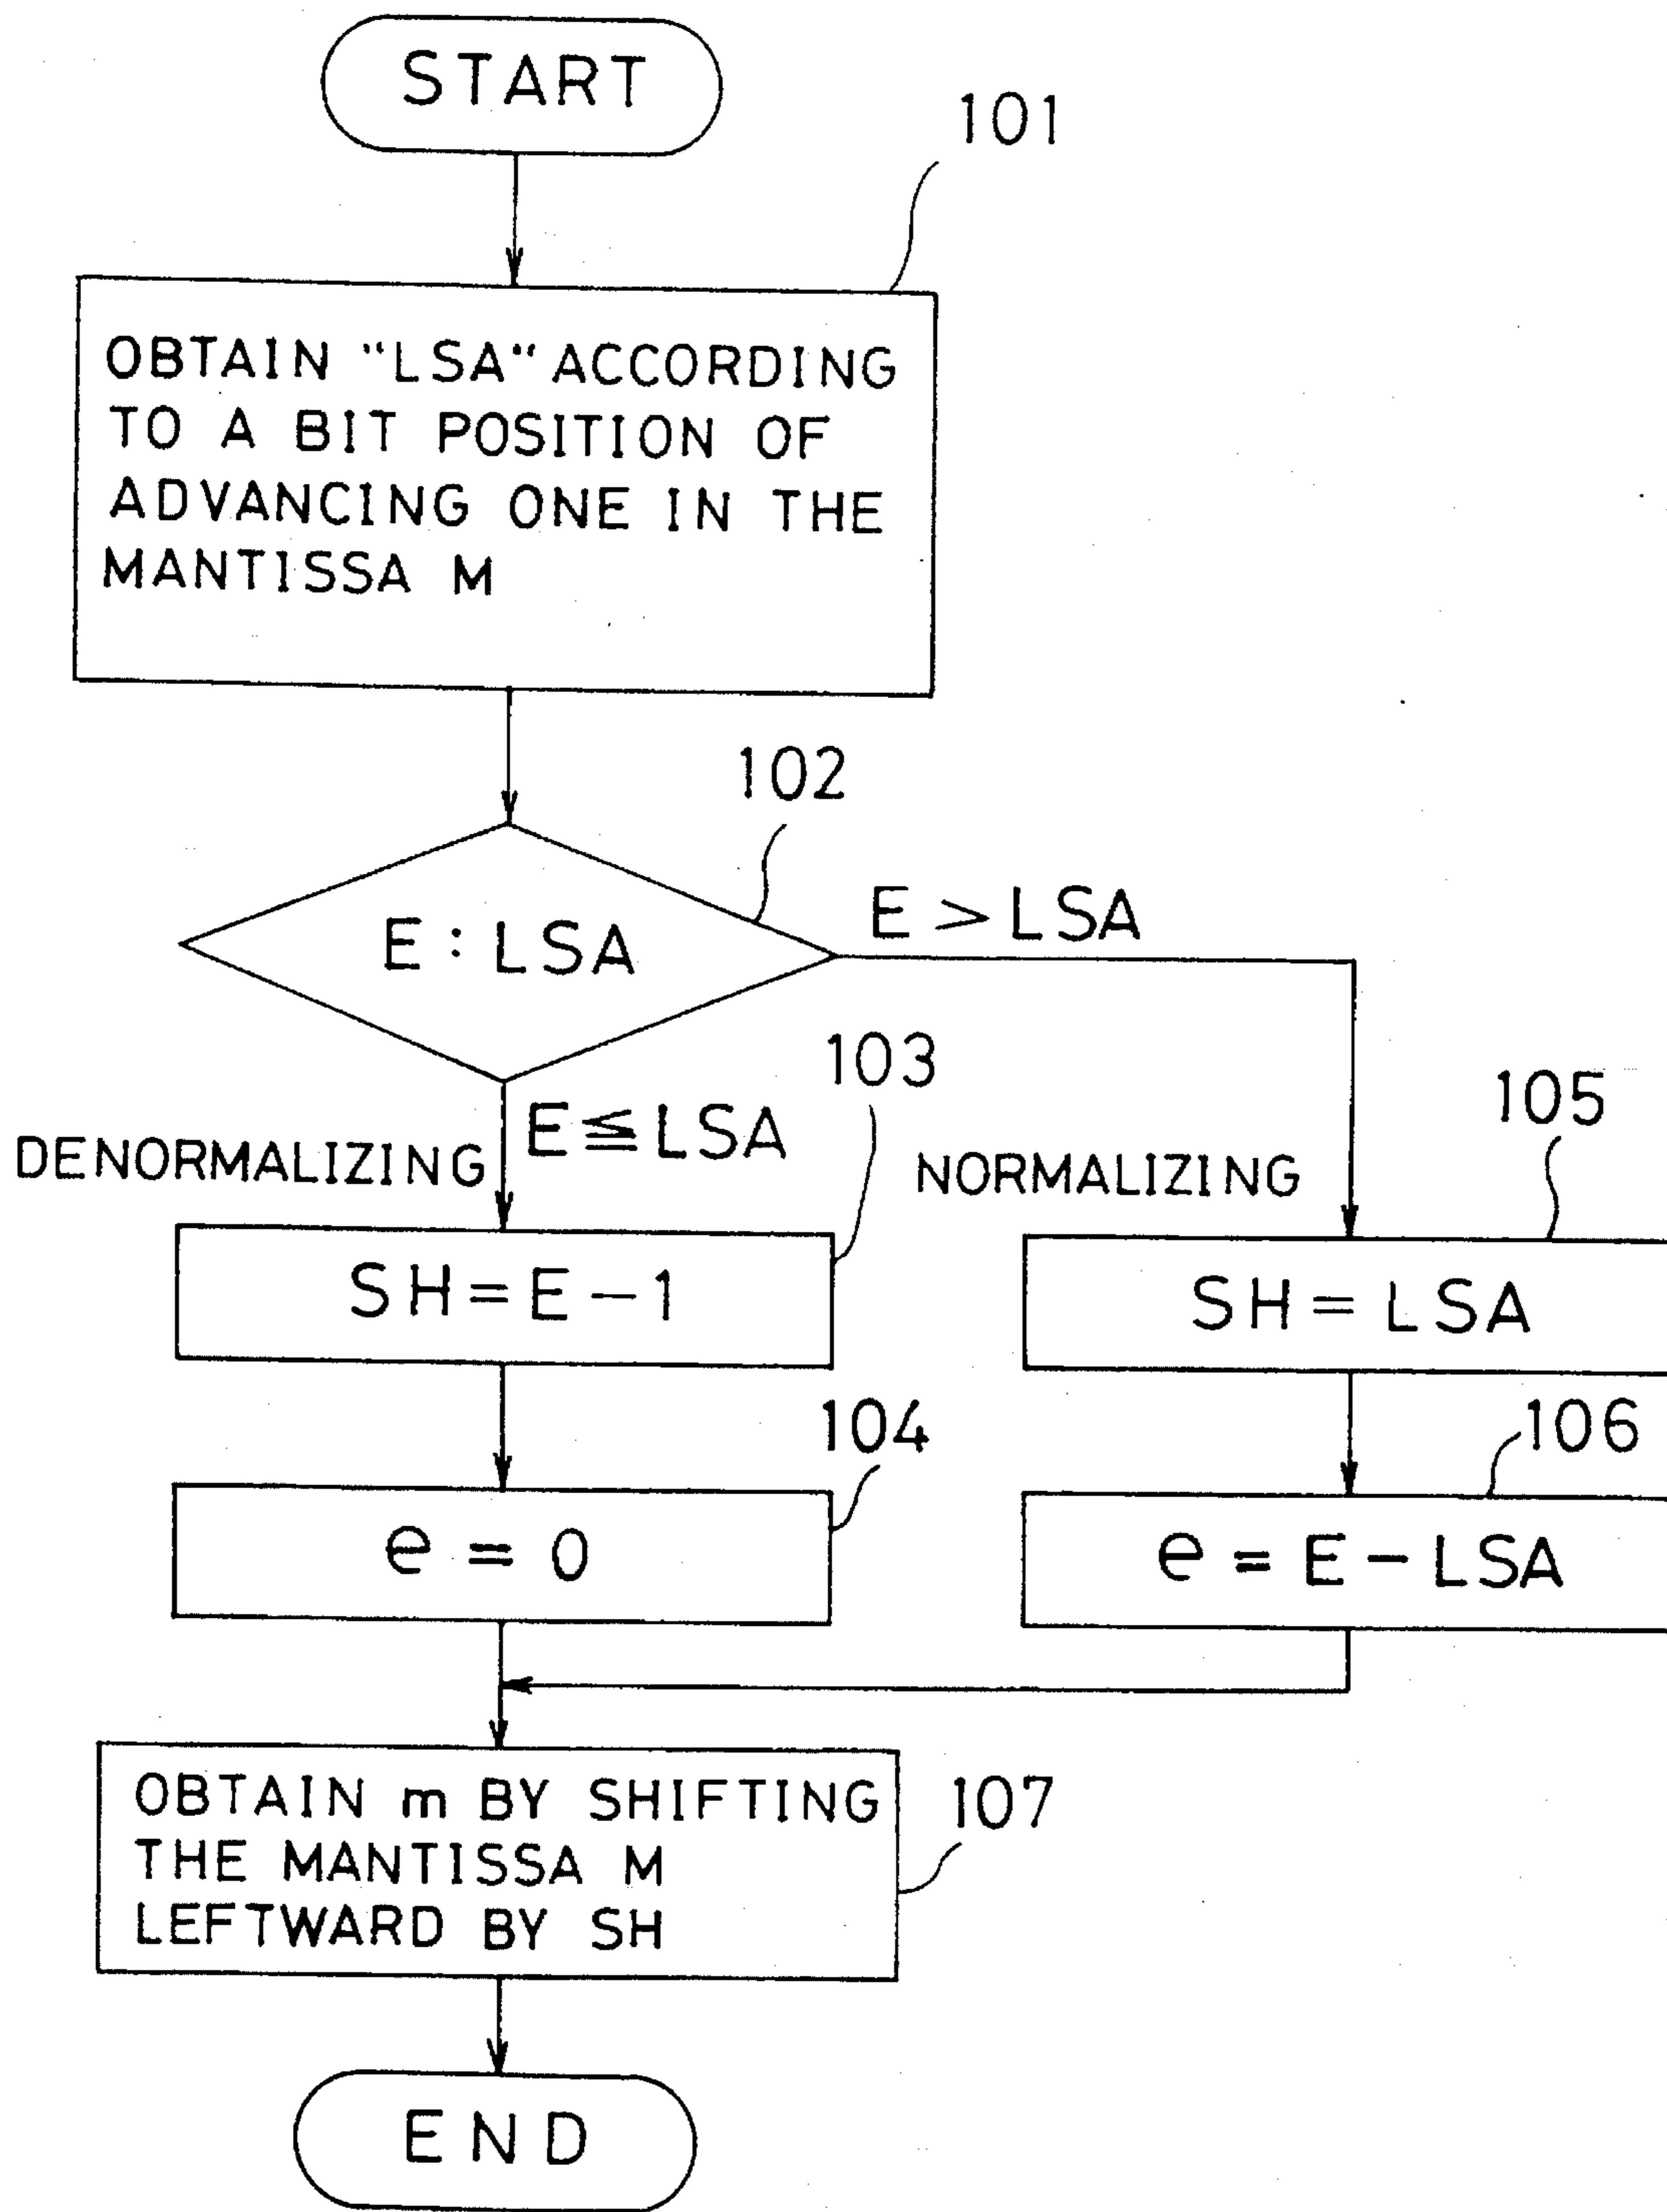 START
101
OBTAIN "LSA" ACCORDING
TO A BIT POSITION OF
ADVANCING ONE IN THE
MANTISSA M
102
E : LSA
E > LSA
103
E ≦ LSA
105
DENORMALIZING
NORMALIZING
SH = E - 1
SH = LSA
104
106
e = 0
e = E - LSA
OBTAIN m BY SHIFTING
THE MANTISSA M
LEFTWARD BY SH
107
END